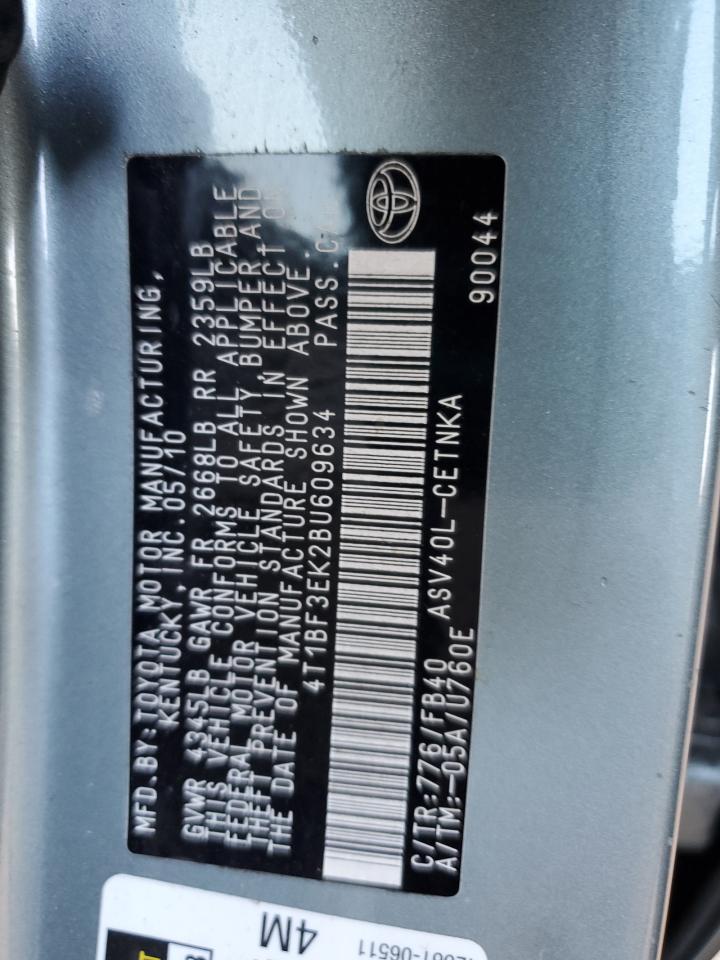 MFD.BY:TOYOTA MOTOR MANUFACTURING,
KENTUCKY, INC.05/10
GVWR 4345LB GAWR FR 2668LB RR 2359LB
THIS VEHICLE CONFORMS TO ALL APPLICABLE
FEDERAL MOTOR VEHICLE SAFETY, BUMPER AND
THEFT PREVENTION STANDARDS IN EFFECT ON
THE DATE OF MANUFACTURE SHOWN ABOVE.
4T1BF3EK2BU609634 PASS.
C/TR:776/FB40 ASV40L-CETNKA
A/TM:-05A/U760E 90044
4M